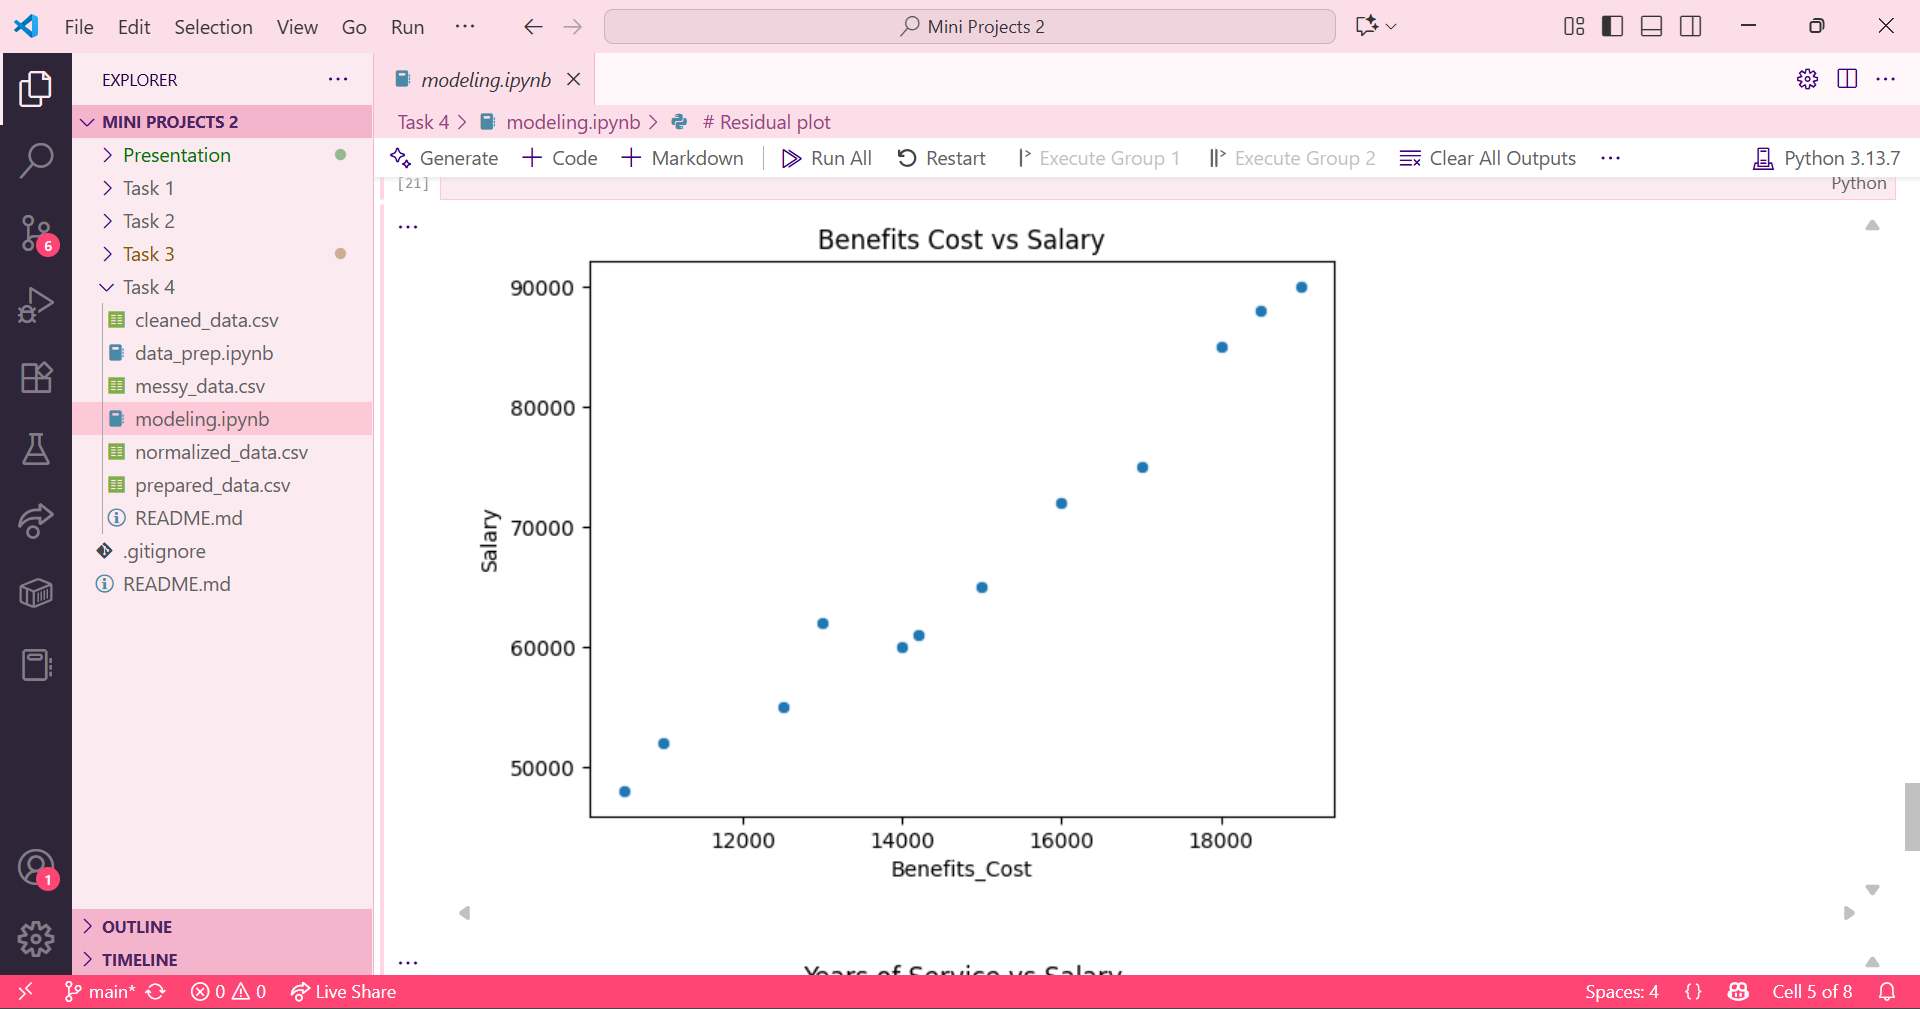 File Edit Selection View Go Run ... Mini Projects 2
EXPLORER ...
MINI PROJECTS 2
Presentation
Task 1
Task 2
Task 3
Task 4
cleaned_data.csv
data_prep.ipynb
messy_data.csv
modeling.ipynb
normalized_data.csv
prepared_data.csv
README.md
.gitignore
README.md
OUTLINE
TIMELINE
6
1
modeling.ipynb
Task 4 > modeling.ipynb > # Residual plot
Generate + Code + Markdown Run All Restart Execute Group 1 Execute Group 2 Clear All Outputs ... Python 3.13.7
[21] Python
Benefits Cost vs Salary
90000
80000
70000
60000
50000
Salary
12000 14000 16000 18000
Benefits_Cost
Years of Service vs Salary
main* 0 0 Live Share Spaces: 4 {} Cell 5 of 8